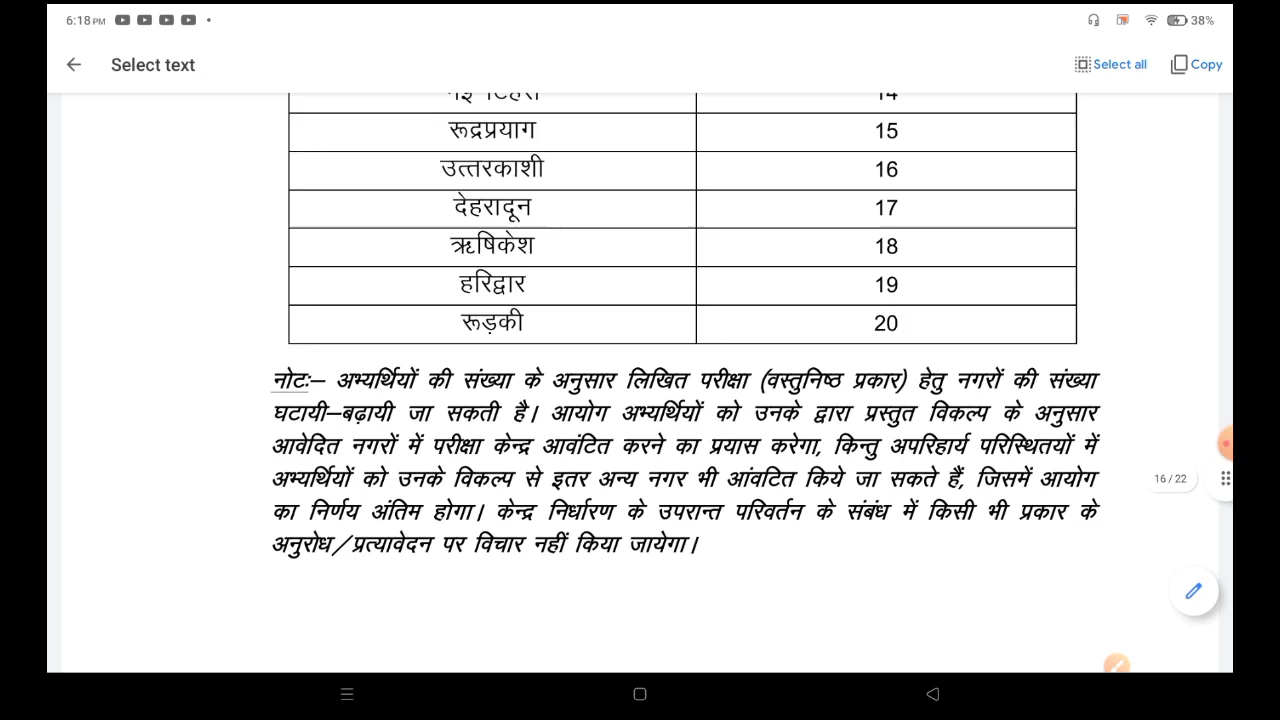 6:18 PM
38%
Select text
Select all
Copy
14
रूद्रप्रयाग 15
उत्तरकाशी 16
देहरादून 17
ऋषिकेश 18
हरिद्वार 19
रूड़की 20
नोटः— अभ्यर्थियों की संख्या के अनुसार लिखित परीक्षा (वस्तुनिष्ठ प्रकार) हेतु नगरों की संख्या
घटायी—बढ़ायी जा सकती है। आयोग अभ्यर्थियों को उनके द्वारा प्रस्तुत विकल्प के अनुसार
आवेदित नगरों में परीक्षा केन्द्र आवंटित करने का प्रयास करेगा, किन्तु अपरिहार्य परिस्थितयों में
अभ्यर्थियों को उनके विकल्प से इतर अन्य नगर भी आंवटित किये जा सकते हैं, जिसमें आयोग
का निर्णय अंतिम होगा। केन्द्र निर्धारण के उपरान्त परिवर्तन के संबंध में किसी भी प्रकार के
अनुरोध/प्रत्यावेदन पर विचार नहीं किया जायेगा।
16 / 22